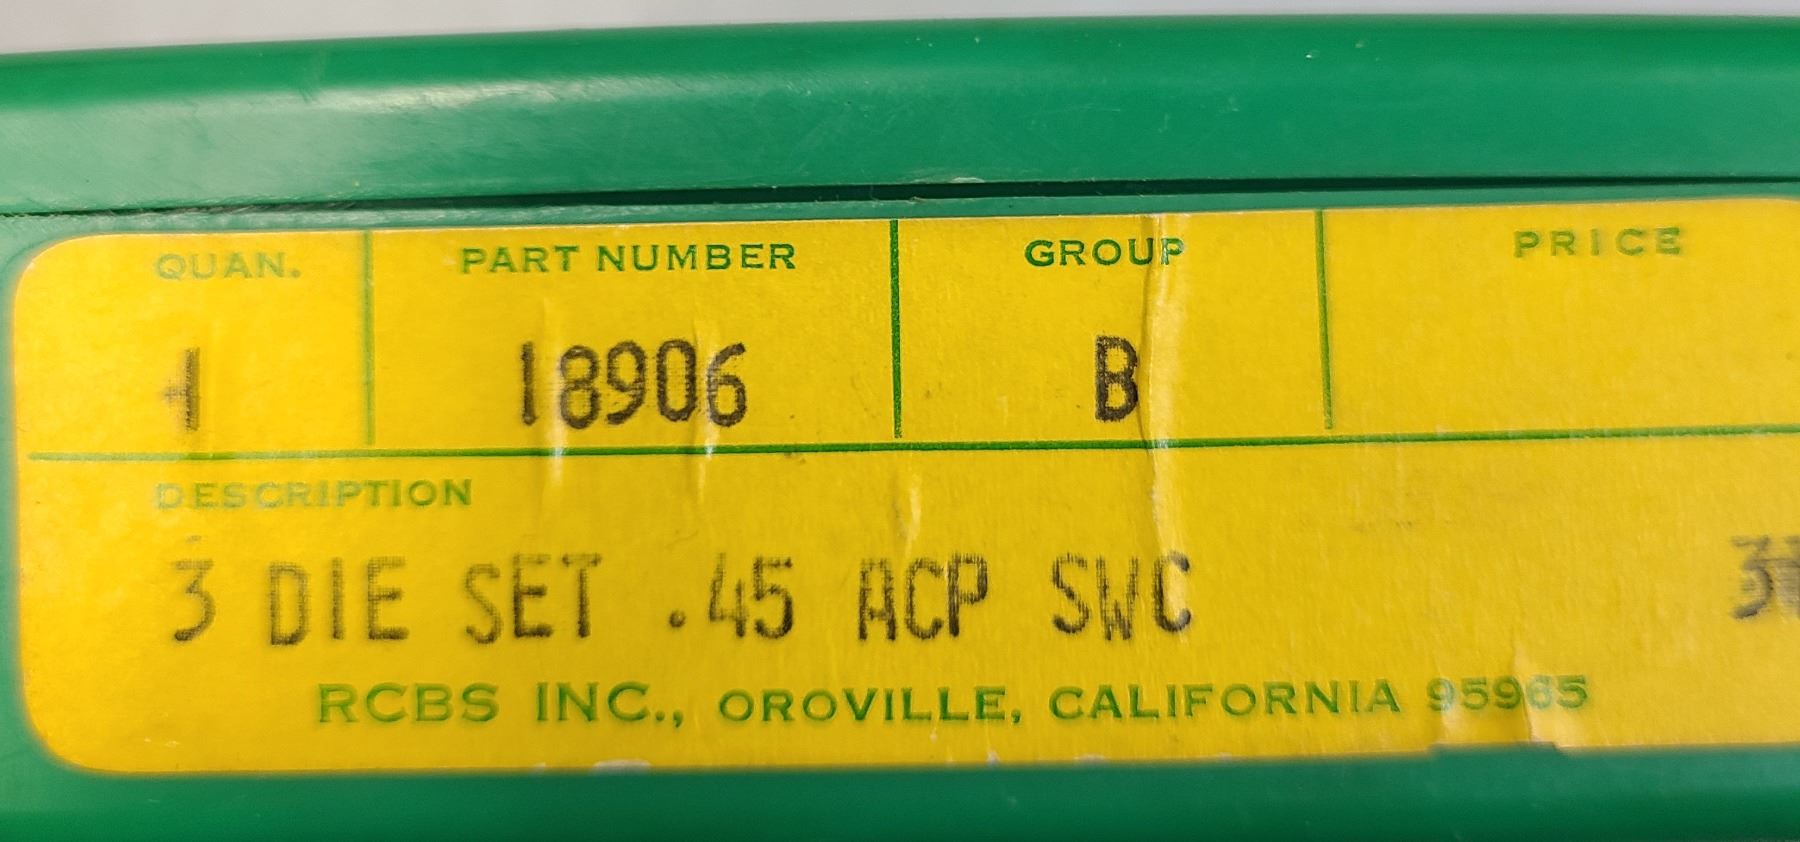 QUAN. PART NUMBER GROUP PRICE
1 18906 B
DESCRIPTION
3 DIE SET .45 ACP SWC
RCBS INC., OROVILLE, CALIFORNIA 95965